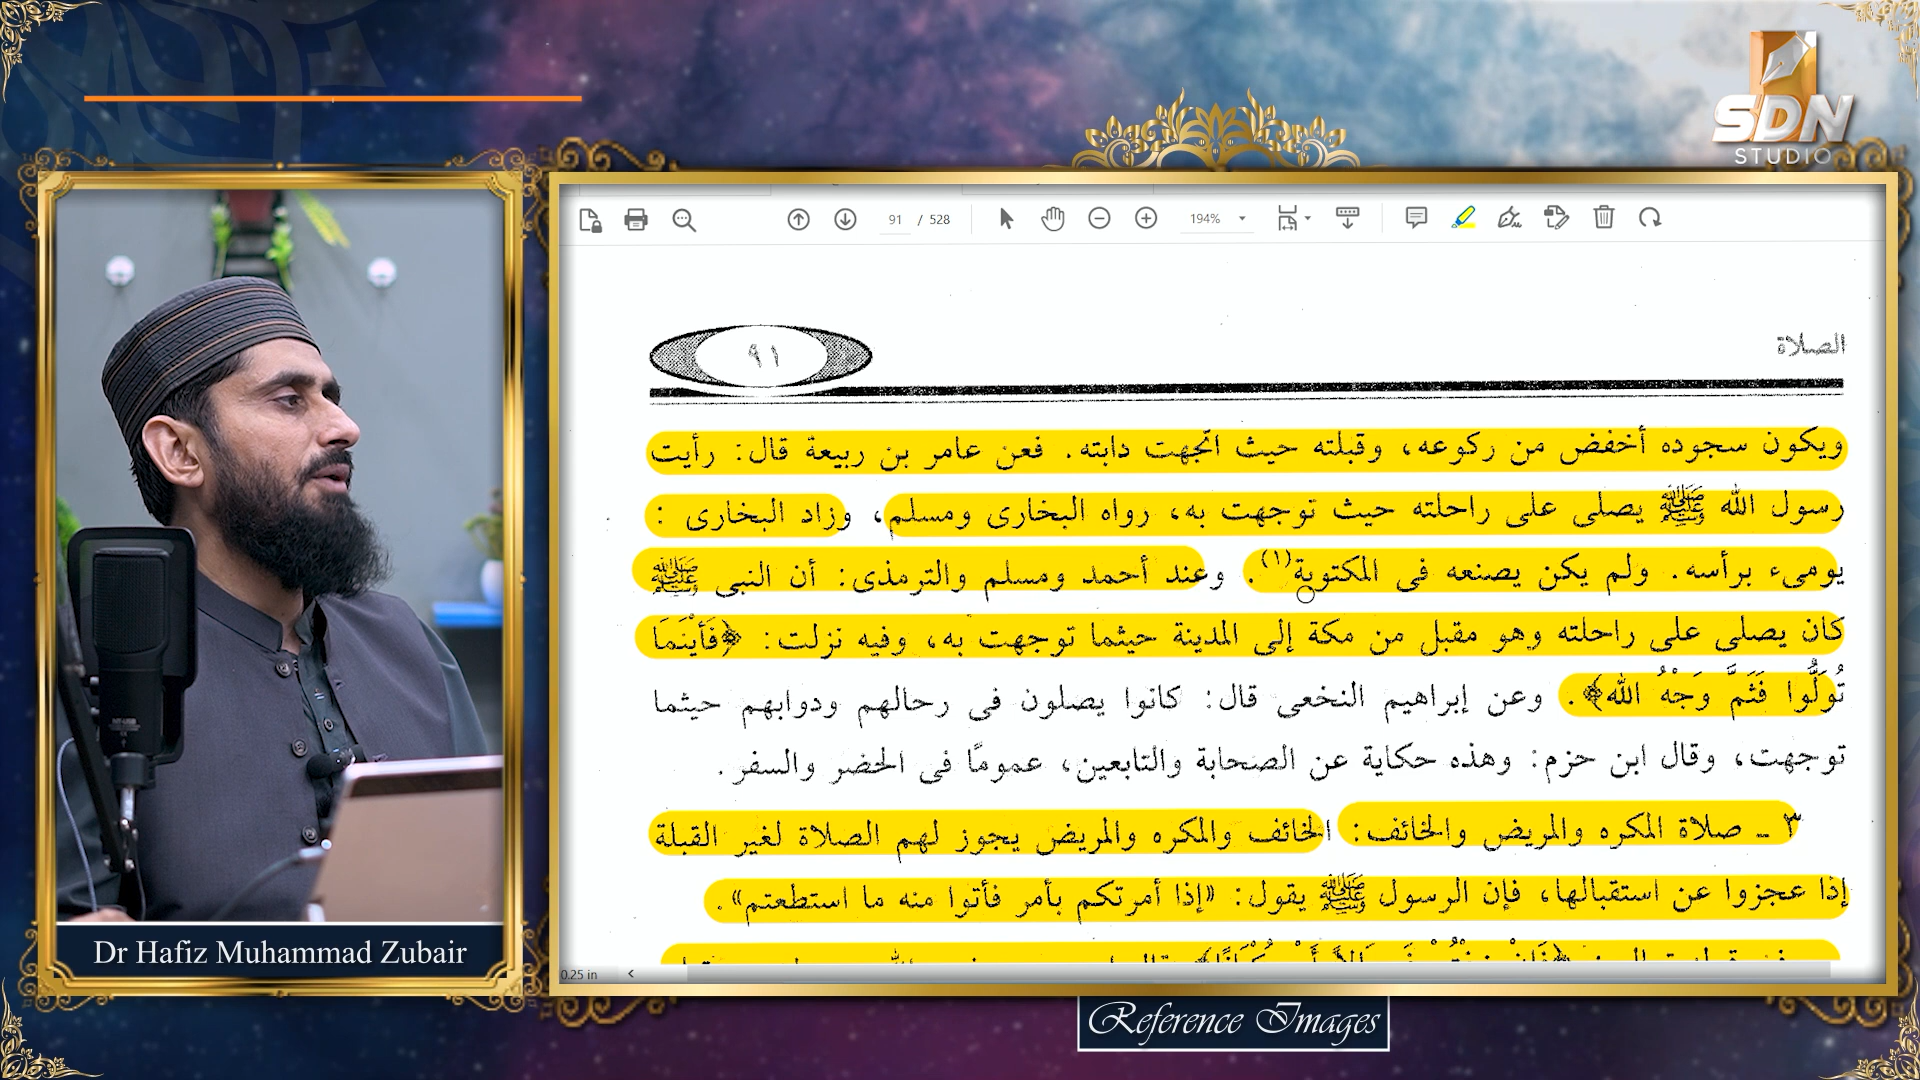 SDN
STUDIO
91 / 528
194%
٩١
الصلاة
ويكون سجوده أخفض من ركوعه، وقبلته حيث اتّجهت دابته. فعن عامر بن ربيعة قال: رأيت
رسول الله ﷺ يصلى على راحلته حيث توجهت به، رواه البخارى ومسلم، وزاد البخارى :
يومىء برأسه. ولم يكن يصنعه فى المكتوبة(١). وعند أحمد ومسلم والترمذى: أن النبى ﷺ
كان يصلى على راحلته وهو مقبل من مكة إلى المدينة حيثما توجهت به، وفيه نزلت: ﴿فَأَيْنَمَا
تُوَلُّوا فَثَمَّ وَجْهُ الله﴾. وعن إبراهيم النخعى قال: كانوا يصلون فى رحالهم ودوابهم حيثما
توجهت، وقال ابن حزم: وهذه حكاية عن الصحابة والتابعين، عمومًا فى الحضر والسفر.
٣ ـ صلاة المكره والمريض والخائف: الخائف والمكره والمريض يجوز لهم الصلاة لغير القبلة
إذا عجزوا عن استقبالها، فإن الرسول ﷺ يقول: «إذا أمرتكم بأمر فأتوا منه ما استطعتم».
0.25 in
Dr Hafiz Muhammad Zubair
Reference Images